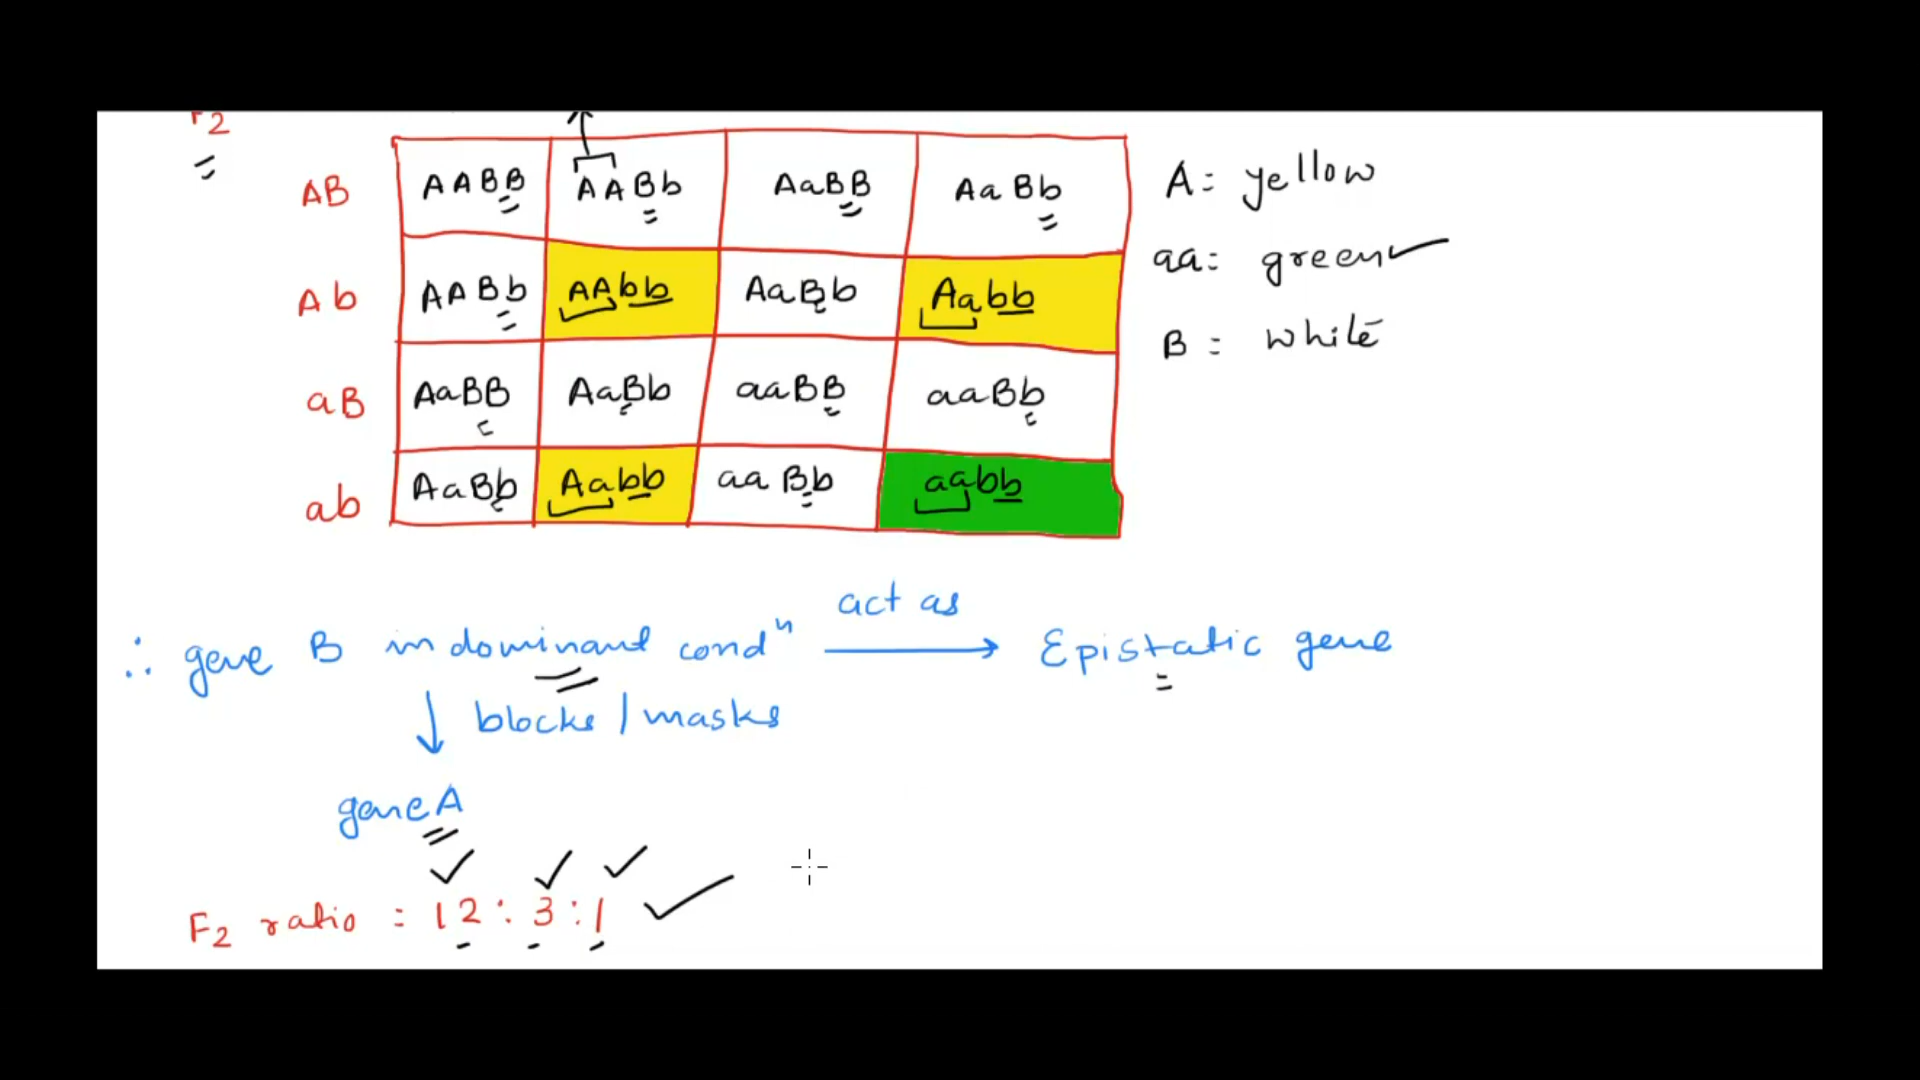 F2
AB AABB AABb AaBB AaBb
Ab AABb AAbb AaBb Aabb
aB AaBB AaBb aaBB aaBb
ab AaBb Aabb aaBb aabb
A = yellow
aa = green
B = white
∴ gene B in dominant condⁿ act as → Epistatic gene
↓ blocks / masks
gene A
F2 ratio = 12 : 3 : 1